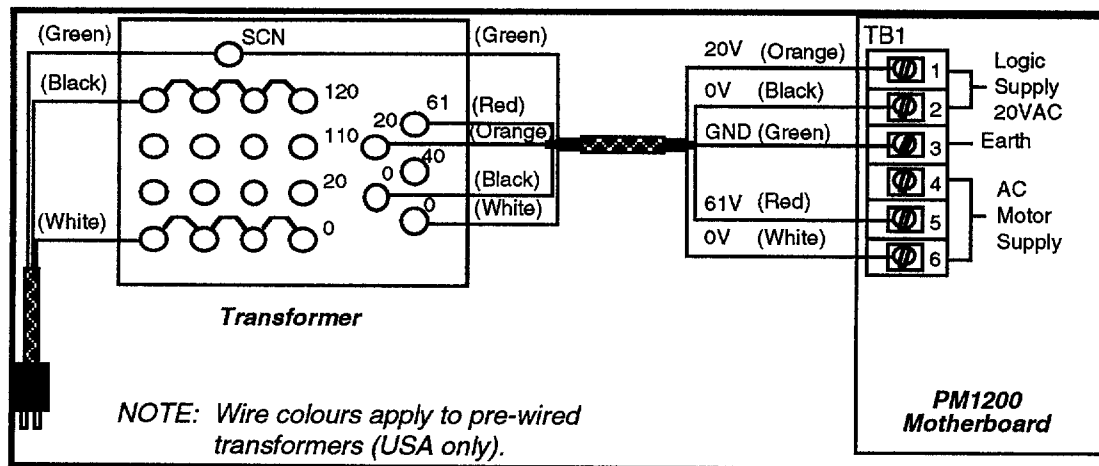 (Green)
SCN
(Green)
(Black)
120
61
(Red)
20
(Orange)
110
40
0
(Black)
20
0
(White)
(White)
0
Transformer
NOTE: Wire colours apply to pre-wired
transformers (USA only).
20V (Orange)
0V (Black)
GND (Green)
61V (Red)
0V (White)
TB1
1
2
3
4
5
6
Logic
Supply
20VAC
Earth
AC
Motor
Supply
PM1200
Motherboard